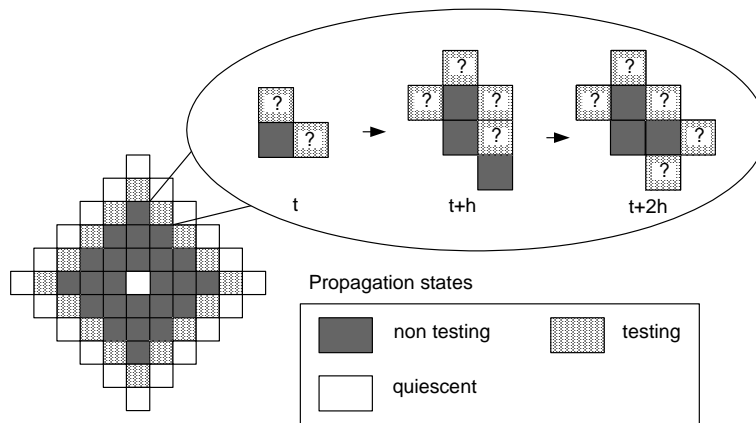 ?
? ? ? ? ?
? ? ? ?
?
t t+h t+2h
Propagation states
non testing testing
quiescent